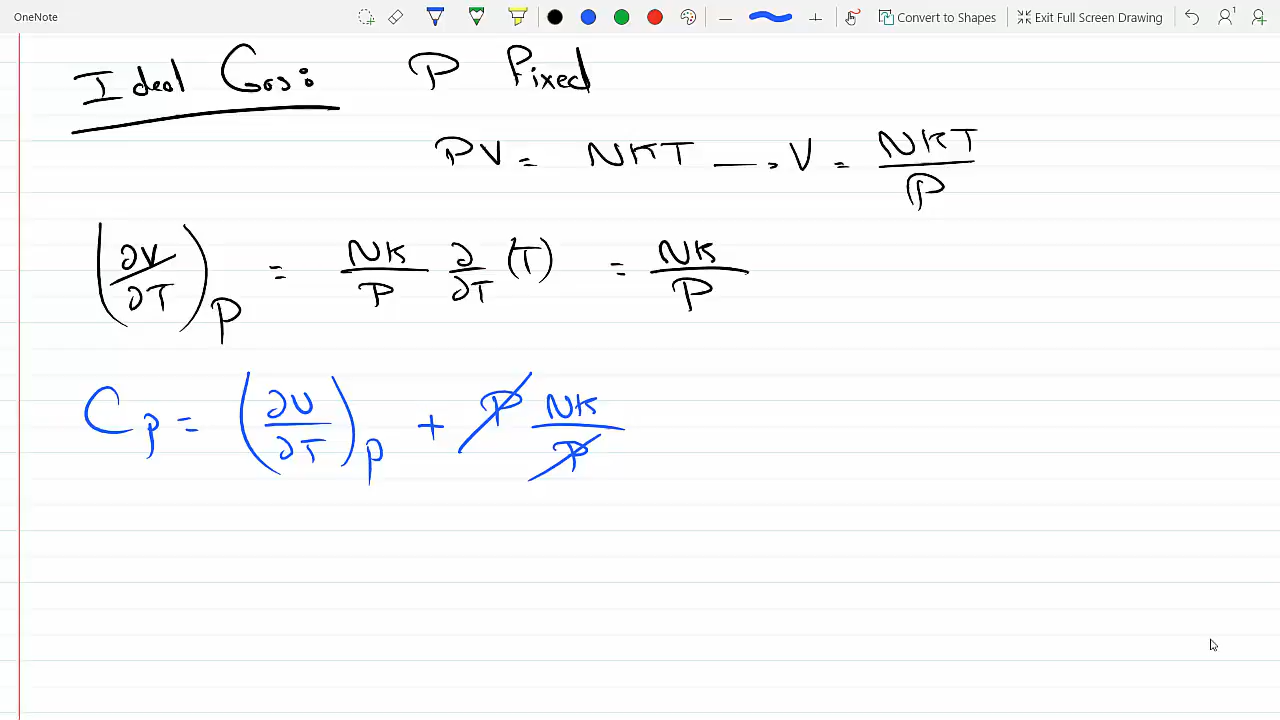 OneNote
Convert to Shapes
Exit Full Screen Drawing
Ideal Gas: P Fixed
PV = NKT → V = NKT/P
(∂V/∂T)_P = NK/P ∂/∂T (T) = NK/P
C_P = (∂U/∂T)_P + P NK/P